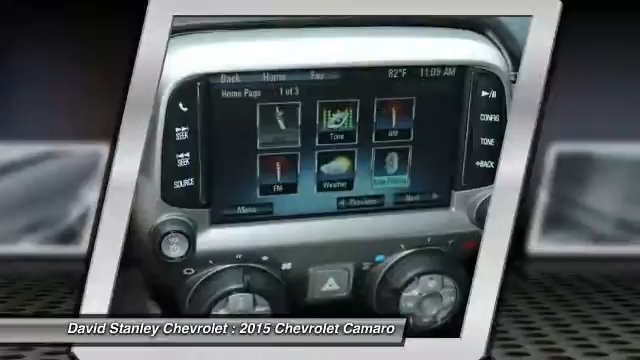 Back Home Fav 82°F 11:09 AM
Home Page 1 of 3
SEEK
SEEK
SOURCE
CONFIG
TONE
BACK
Tone
AM
FM
Weather
Menu
Previous
Next
David Stanley Chevrolet : 2015 Chevrolet Camaro